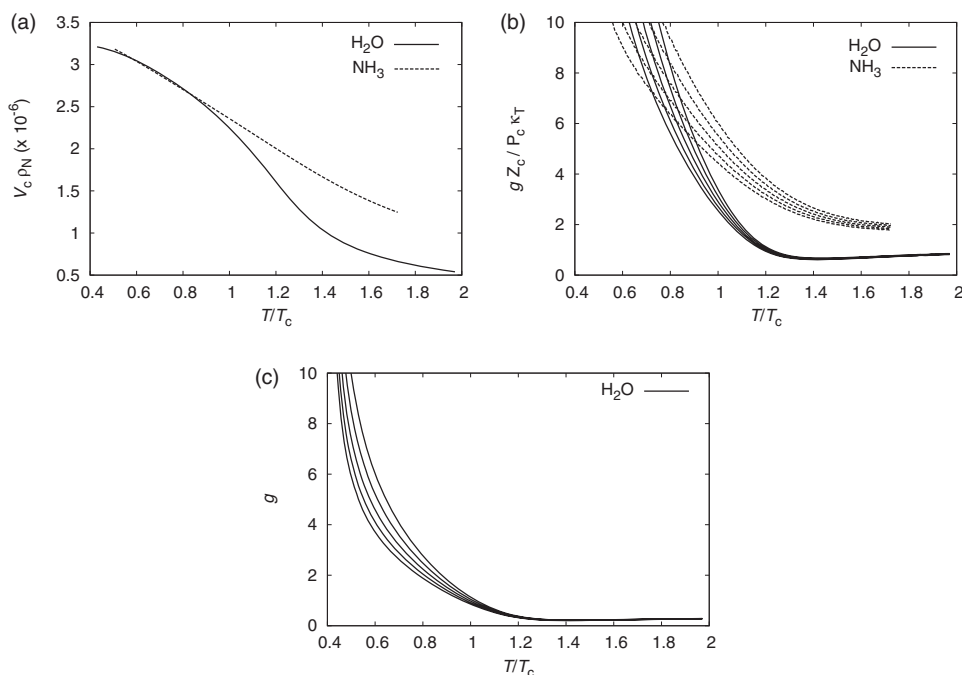 (a)
3.5
3
2.5
2
1.5
1
0.5
V_c ρ_N (x 10^-6)
0.4 0.6 0.8 1 1.2 1.4 1.6 1.8 2
T/T_c
H₂O
NH₃
(b)
10
8
6
4
2
0
g Z_c / P_c κ_T
0.4 0.6 0.8 1 1.2 1.4 1.6 1.8 2
T/T_c
H₂O
NH₃
(c)
10
8
6
4
2
0
g
0.4 0.6 0.8 1 1.2 1.4 1.6 1.8 2
T/T_c
H₂O